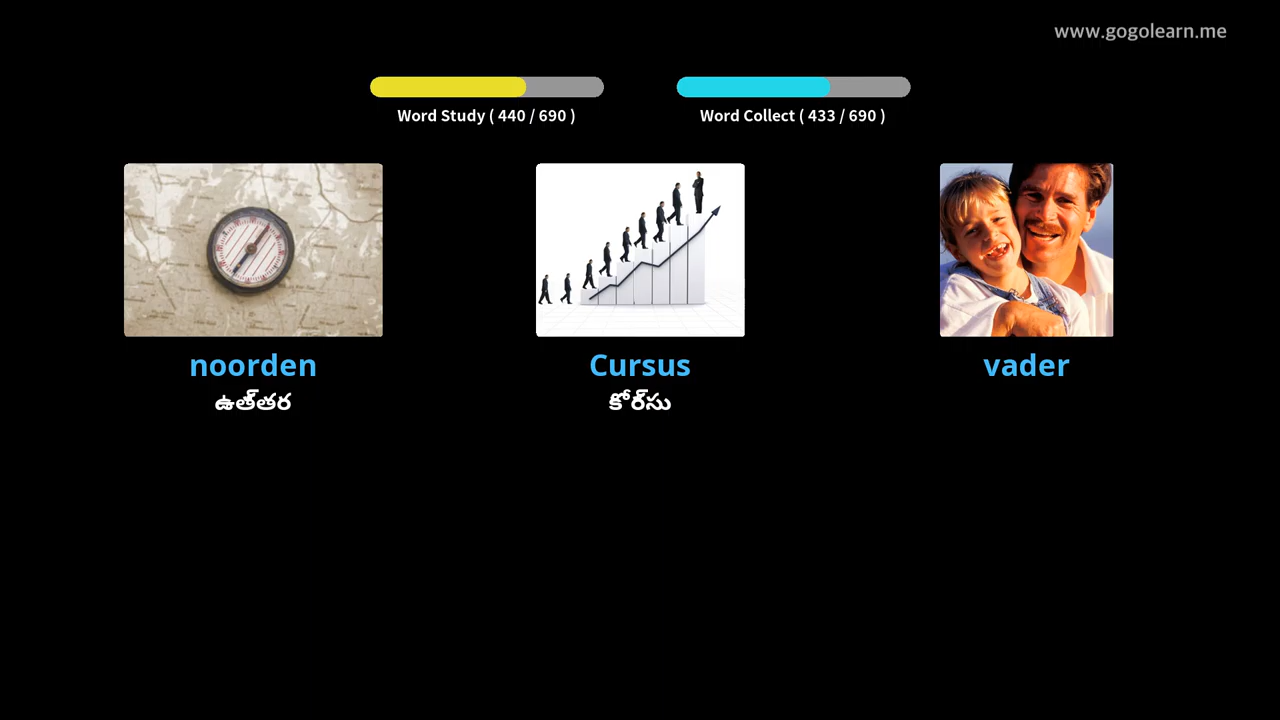 www.gogolearn.me
Word Study ( 440 / 690 )
Word Collect ( 433 / 690 )
noorden
Cursus
vader
ఉత్తర
కోర్సు